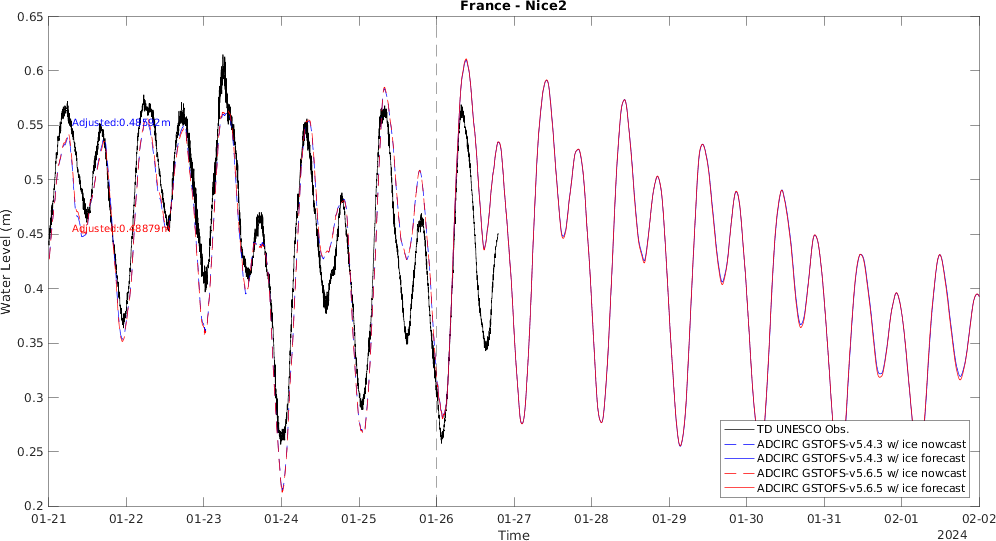 France - Nice2
Water Level (m)
0.65
0.6
0.55
0.5
0.45
0.4
0.35
0.3
0.25
0.2
Adjusted:0.48592m
Adjusted:0.48879m
TD UNESCO Obs.
ADCIRC GSTOFS-v5.4.3 w/ ice nowcast
ADCIRC GSTOFS-v5.4.3 w/ ice forecast
ADCIRC GSTOFS-v5.6.5 w/ ice nowcast
ADCIRC GSTOFS-v5.6.5 w/ ice forecast
01-21 01-22 01-23 01-24 01-25 01-26 01-27 01-28 01-29 01-30 01-31 02-01 02-02
Time
2024